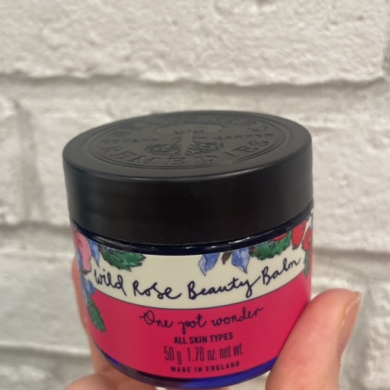 Wild Rose Beauty Balm
One pot wonder
ALL SKIN TYPES
50 g 1.76 oz. net wt.
MADE IN ENGLAND